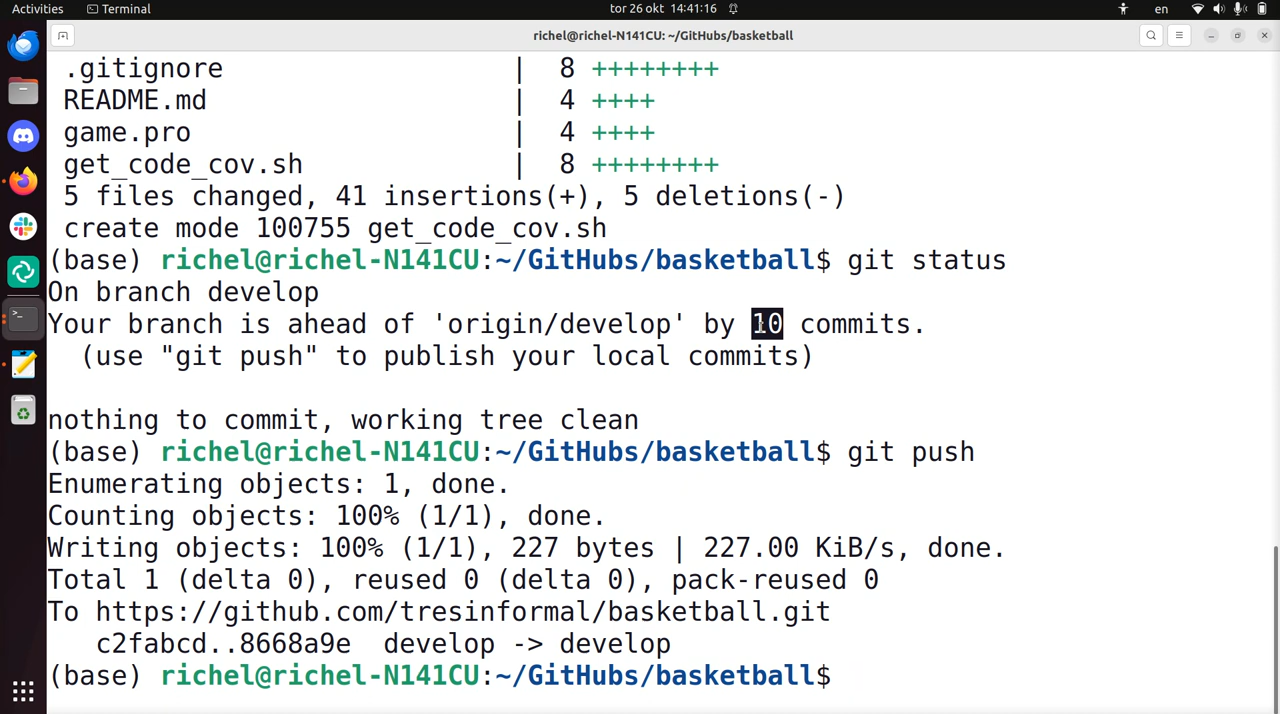 Activities Terminal tor 26 okt 14:41:16 en
richel@richel-N141CU: ~/GitHubs/basketball
.gitignore | 8 ++++++++
README.md | 4 ++++
game.pro | 4 ++++
get_code_cov.sh | 8 ++++++++
5 files changed, 41 insertions(+), 5 deletions(-)
create mode 100755 get_code_cov.sh
(base) richel@richel-N141CU:~/GitHubs/basketball$ git status
On branch develop
Your branch is ahead of 'origin/develop' by 10 commits.
(use "git push" to publish your local commits)
nothing to commit, working tree clean
(base) richel@richel-N141CU:~/GitHubs/basketball$ git push
Enumerating objects: 1, done.
Counting objects: 100% (1/1), done.
Writing objects: 100% (1/1), 227 bytes | 227.00 KiB/s, done.
Total 1 (delta 0), reused 0 (delta 0), pack-reused 0
To https://github.com/tresinformal/basketball.git
c2fabcd..8668a9e develop -> develop
(base) richel@richel-N141CU:~/GitHubs/basketball$